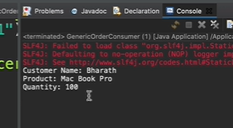 Problems @ Javadoc Declaration Console
<terminated> GenericOrderConsumer (1) [Java Application]
SLF4J: Failed to load class "org.slf4j.impl.Stati
SLF4J: Defaulting to no-operation (NOP) logger im
SLF4J: See http://www.slf4j.org/codes.html#Static
Customer Name: Bharath
Product: Mac Book Pro
Quantity: 100